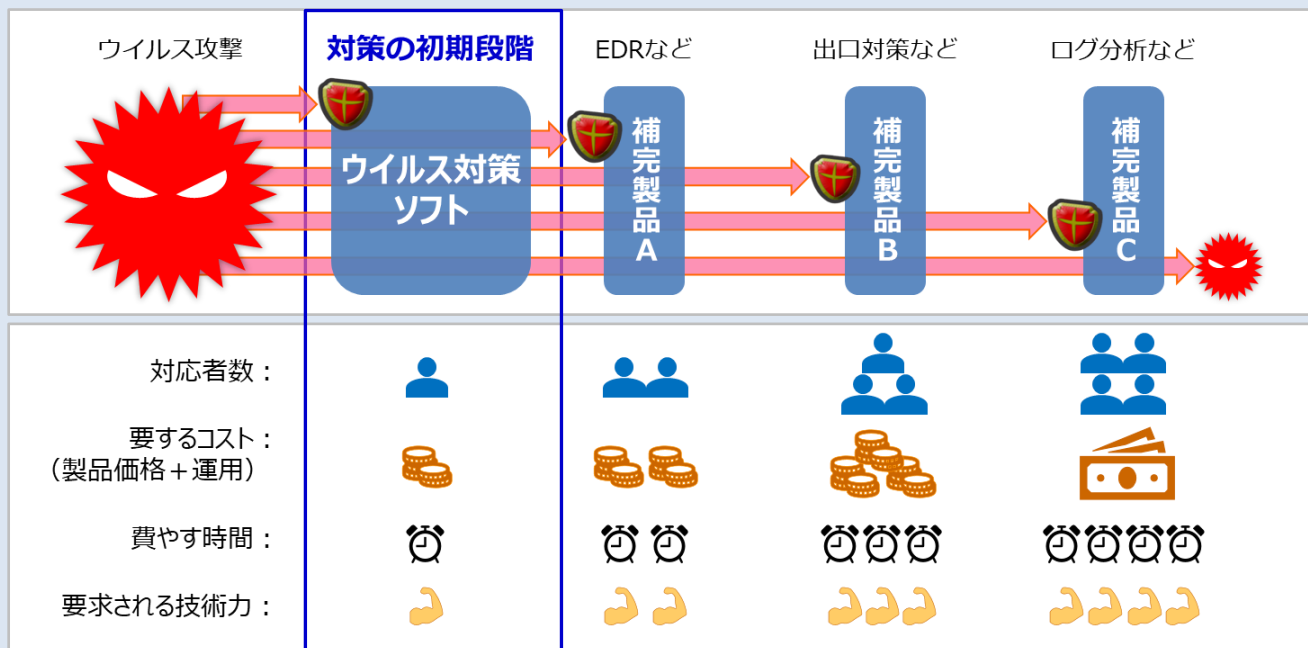 ウイルス攻撃
対策の初期段階
EDRなど
出口対策など
ログ分析など
ウイルス対策
ソフト
補完製品A
補完製品B
補完製品C
対応者数：
要するコスト：
（製品価格＋運用）
費やす時間：
要求される技術力：